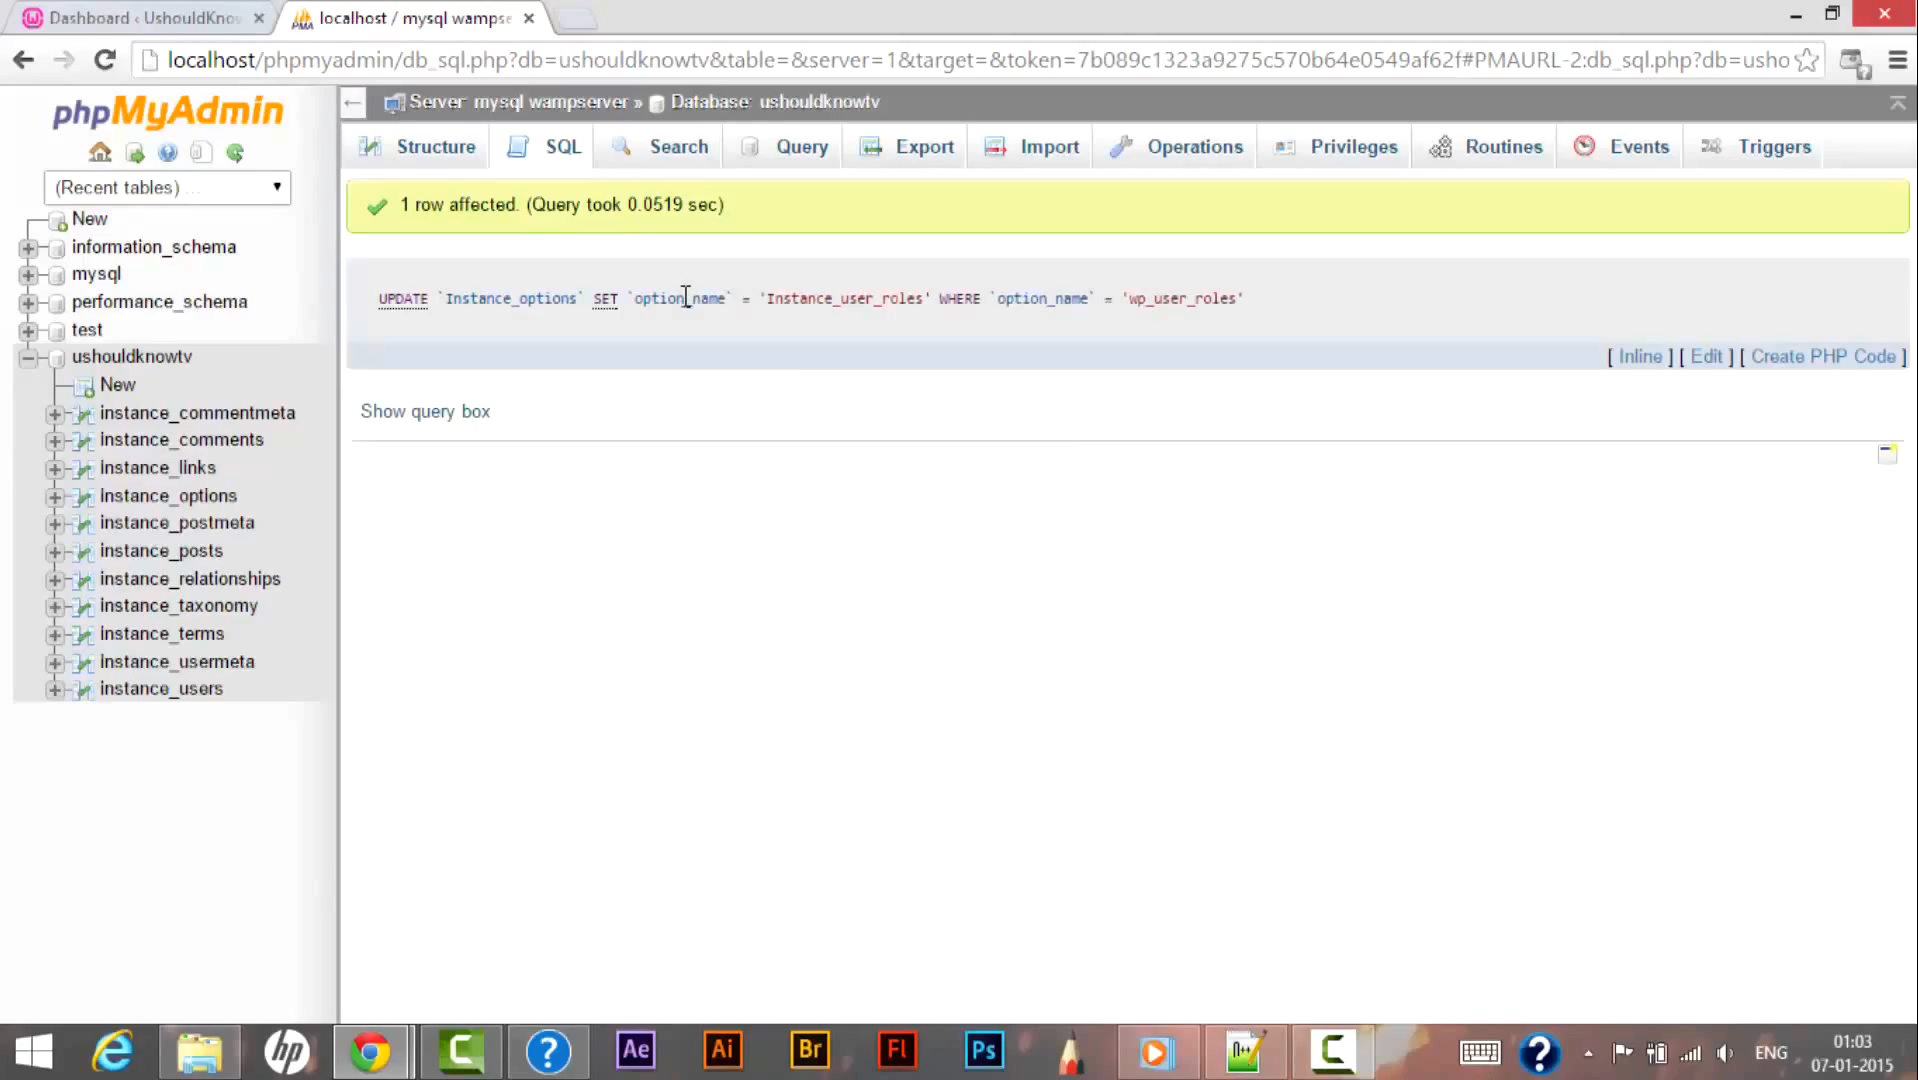 Dashboard ‹ UshouldKno
localhost / mysql wampse
localhost/phpmyadmin/db_sql.php?db=ushouldknowtv&table=&server=1&target=&token=7b089c1323a9275c570b64e0549af62f#PMAURL-2:db_sql.php?db=usho
phpMyAdmin
(Recent tables) ...
New
information_schema
mysql
performance_schema
test
ushouldknowtv
New
instance_commentmeta
instance_comments
instance_links
instance_options
instance_postmeta
instance_posts
instance_relationships
instance_taxonomy
instance_terms
instance_usermeta
instance_users
Server: mysql wampserver » Database: ushouldknowtv
Structure SQL Search Query Export Import Operations Privileges Routines Events Triggers
1 row affected. (Query took 0.0519 sec)
UPDATE `Instance_options` SET `option_name` = 'Instance_user_roles' WHERE `option_name` = 'wp_user_roles'
[ Inline ] [ Edit ] [ Create PHP Code ]
Show query box
hp Ae Ai Br Fl Ps
ENG
01:03
07-01-2015